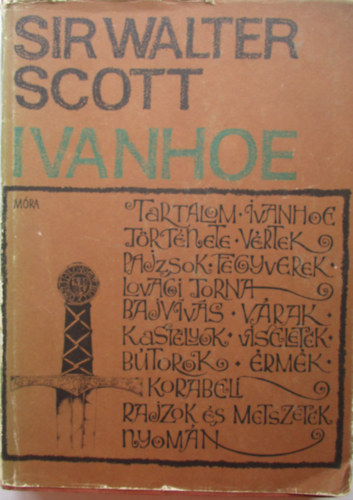 SIR WALTER
SCOTT
IVANHOE
MÓRA
TARTALOM · IVANHOE
TÖRTÉNETE · VÉRTEK
PAJZSOK · FEGYVEREK
LOVAGI TORNA
BAJVIVÁS · VÁRAK
KASTÉLYOK · VISELETEK
BÚTOROK · ÉRMÉK
KORABELI
RAJZOK ÉS METSZETEK
NYOMÁN